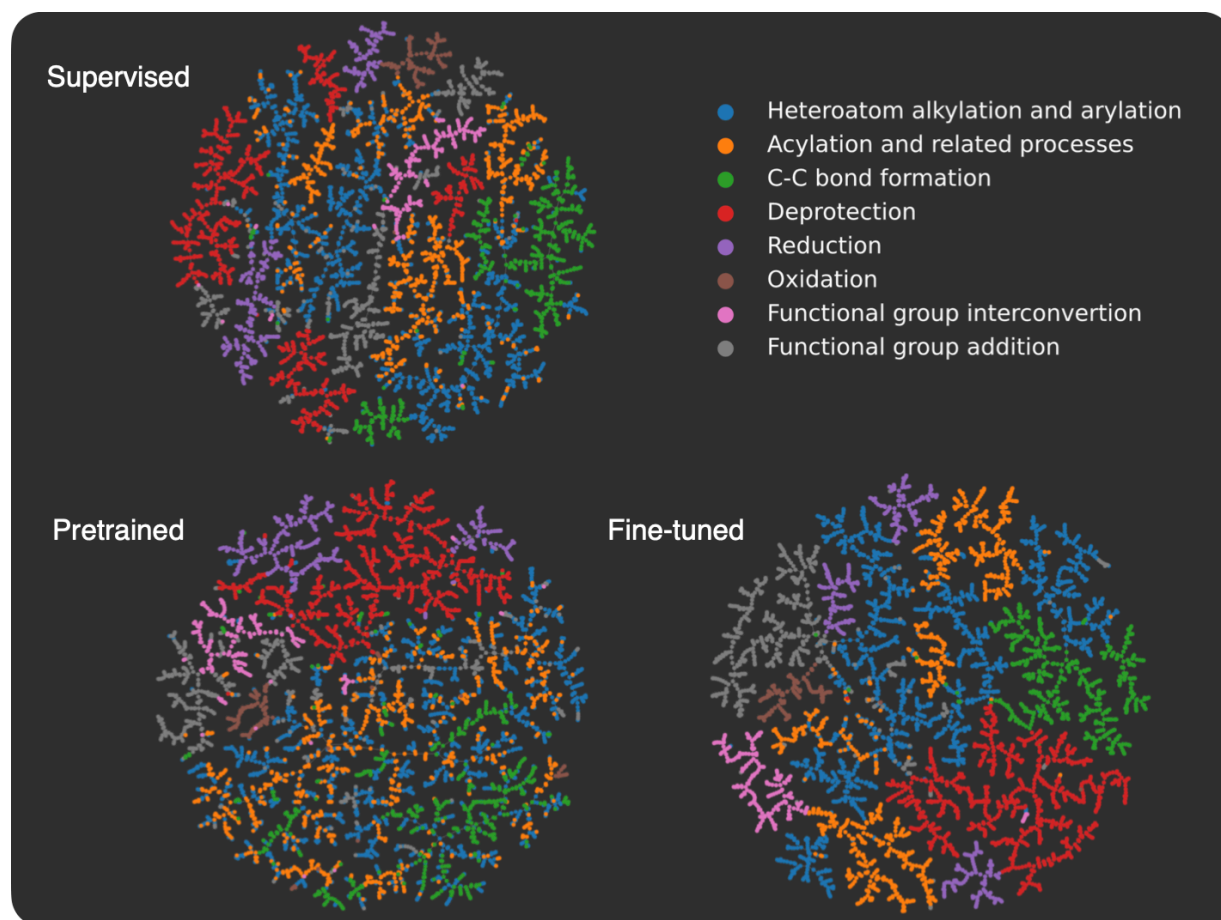 Supervised
Heteroatom alkylation and arylation
Acylation and related processes
C-C bond formation
Deprotection
Reduction
Oxidation
Functional group interconvertion
Functional group addition
Pretrained
Fine-tuned